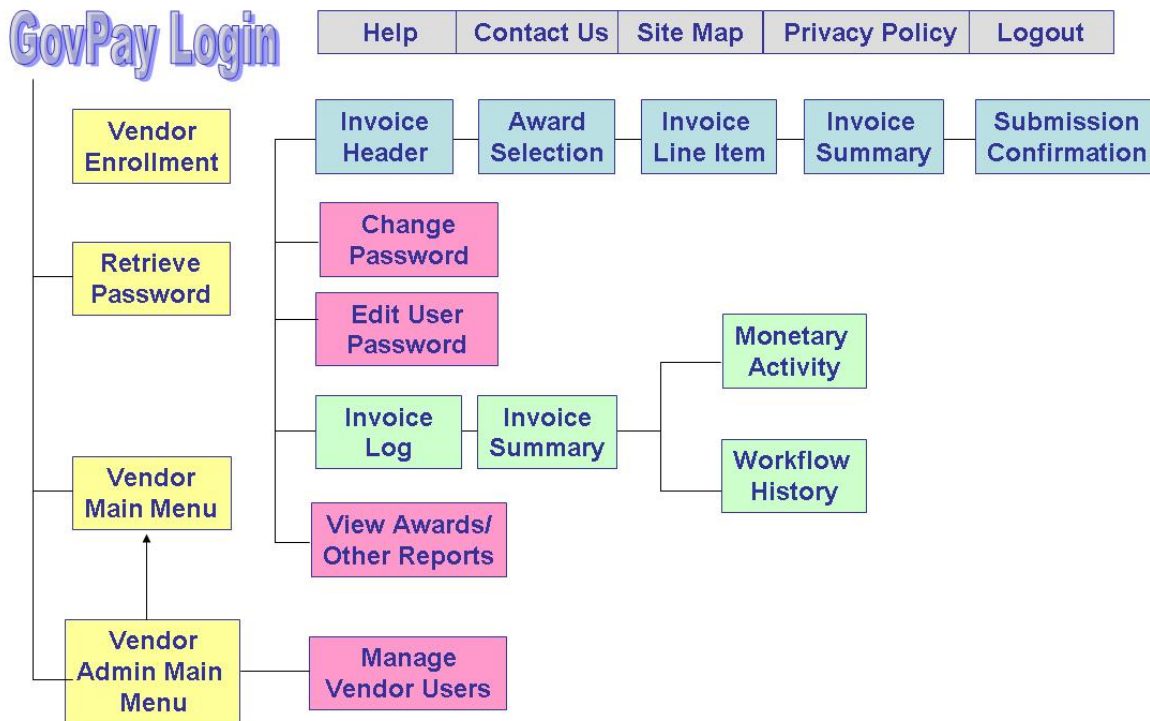 GovPay Login
Help
Contact Us
Site Map
Privacy Policy
Logout
Vendor
Enrollment
Invoice
Header
Award
Selection
Invoice
Line Item
Invoice
Summary
Submission
Confirmation
Change
Password
Retrieve
Password
Edit User
Password
Monetary
Activity
Invoice
Log
Invoice
Summary
Workflow
History
Vendor
Main Menu
View Awards/
Other Reports
Vendor
Admin Main
Menu
Manage
Vendor Users